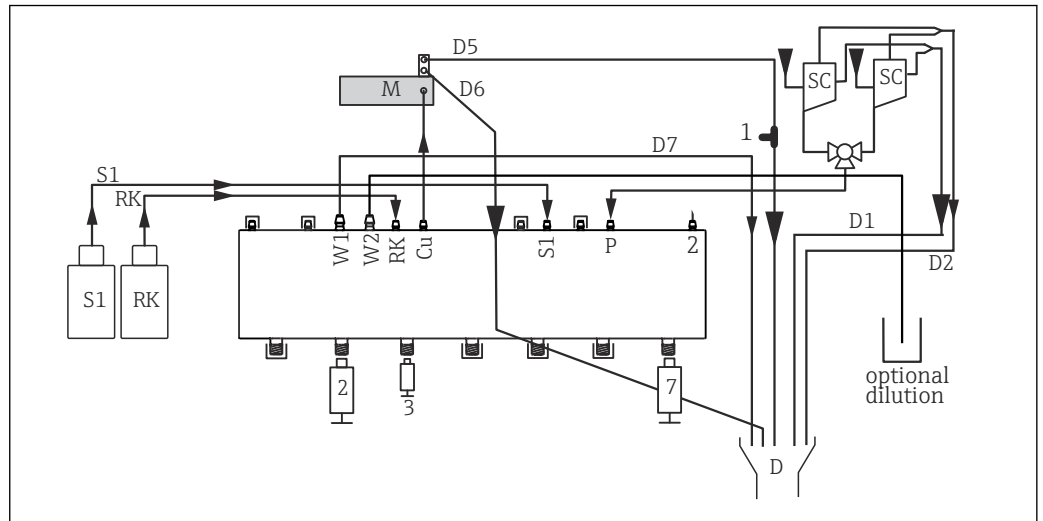 D5
M
D6
SC
SC
1
D7
S1
RK
W1
W2
RK
Cu
S1
P
2
D1
D2
S1
RK
2
3
7
optional
dilution
D